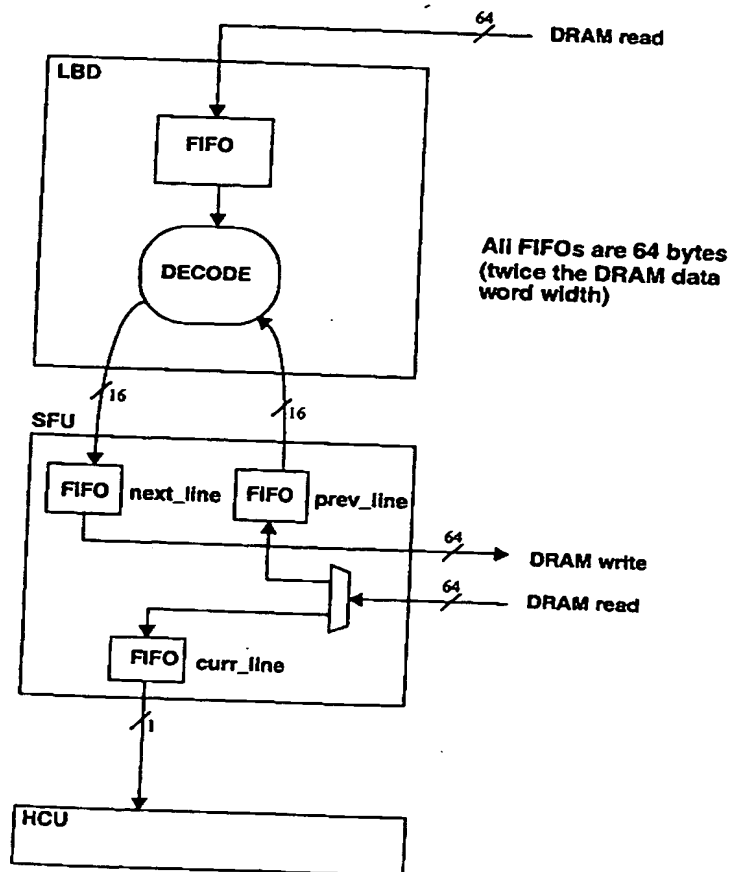 64
DRAM read
LBD
FIFO
DECODE
All FIFOs are 64 bytes
(twice the DRAM data
word width)
16
16
SFU
FIFO next_line
FIFO prev_line
64
DRAM write
64
DRAM read
FIFO curr_line
1
HCU